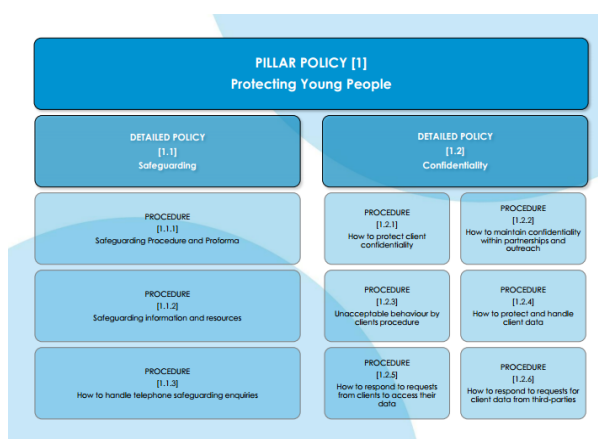 PILLAR POLICY [1]
Protecting Young People
DETAILED POLICY
[1.1]
Safeguarding
DETAILED POLICY
[1.2]
Confidentiality
PROCEDURE
[1.1.1]
Safeguarding Procedure and Proforma
PROCEDURE
[1.2.1]
How to protect client
confidentiality
PROCEDURE
[1.2.2]
How to maintain confidentiality
within partnerships and
outreach
PROCEDURE
[1.1.2]
Safeguarding information and resources
PROCEDURE
[1.2.3]
Unacceptable behaviour by
clients procedure
PROCEDURE
[1.2.4]
How to protect and handle
client data
PROCEDURE
[1.1.3]
How to handle telephone safeguarding enquiries
PROCEDURE
[1.2.5]
How to respond to requests
from clients to access their
data
PROCEDURE
[1.2.6]
How to respond to requests for
client data from third-parties